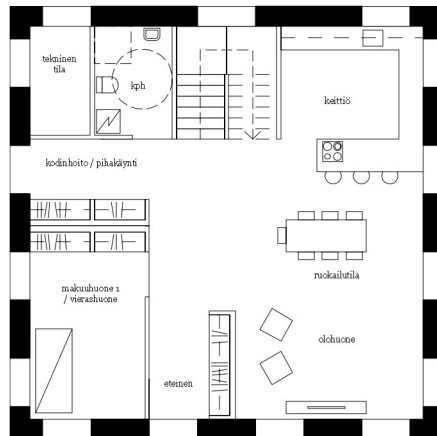 tekninen
tila
kph
keittiö
kodinhoito / pihakäynti
ruokailutila
makuuhuone 1
/ vierashuone
olohuone
eteinen